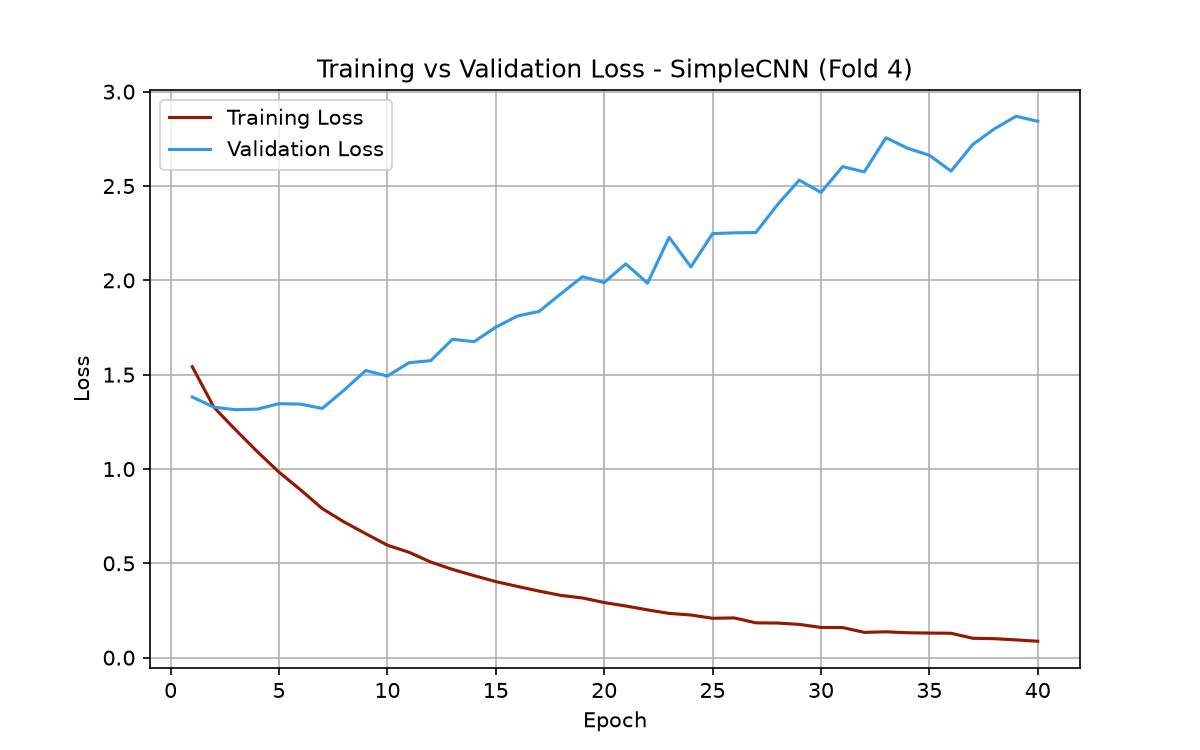 Training vs Validation Loss - SimpleCNN (Fold 4)
3.0
Training Loss
Validation Loss
2.5
2.0
1.5
1.0
0.5
0.0
Loss
0 5 10 15 20 25 30 35 40
Epoch